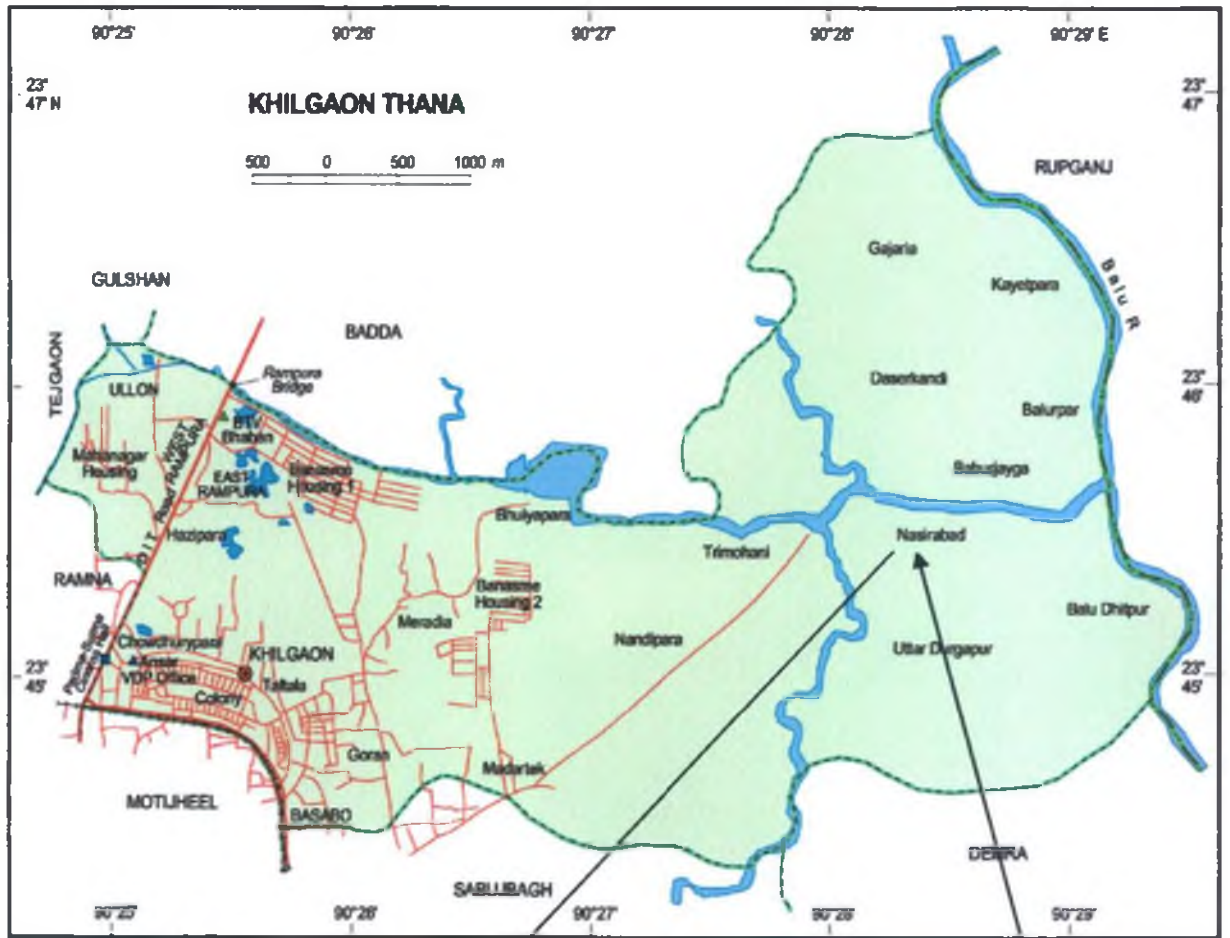 90°25'
90°26'
90°27'
90°28'
90°29' E
23°
47' N
23°
47'
KHILGAON THANA
500 0 500 1000 m
RUPGANJ
Gajaria
Kayetpara
Balu R
GULSHAN
BADDA
TEJGAON
Rampura
Bridge
ULLON
23°
46'
Daserkandi
Balurpar
BTV
Bhaban
WEST
RAMPURA
DIT Road
Mahanagar
Housing
EAST
RAMPURA
Banasree
Housing 1
Baburjayga
Bhuiyapara
Hazipara
Trimohani
Nasirabad
RAMNA
Banasree
Housing 2
Meradia
Balu Dhitpur
Chowdhurypara
Nandipara
Uttar Durgapur
KHILGAON
Ansar
VDP Office
Taltala
23°
45'
23°
45'
Colony
Goran
Madartek
MOTIJHEEL
BASABO
DEMRA
SABUJBAGH
90°25'
90°26'
90°27'
90°28'
90°29'